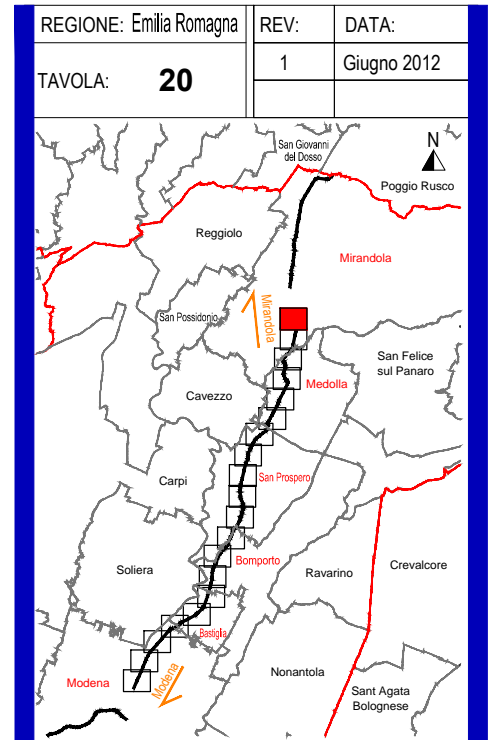 REGIONE: Emilia Romagna
REV:
DATA:
TAVOLA: 20
1
Giugno 2012
San Giovanni
del Dosso
N
Poggio Rusco
Reggiolo
Mirandola
Mirandola
San Possidonio
San Felice
sul Panaro
Medolla
Cavezzo
Carpi
San Prospero
Bomporto
Soliera
Ravarino
Crevalcore
Bastiglia
Modena
Modena
Nonantola
Sant Agata
Bolognese